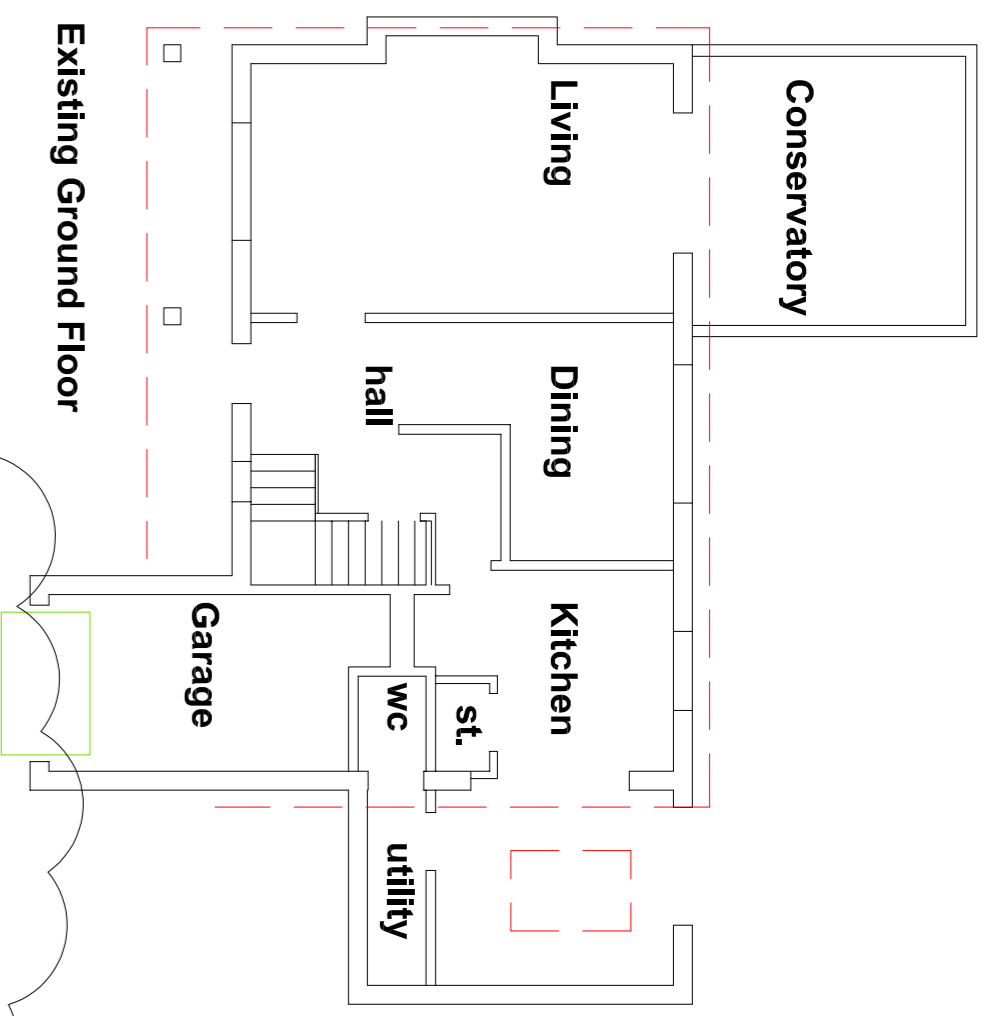 Conservatory
Living
Dining
Kitchen
hall
st.
wc
utility
Garage
Existing Ground Floor